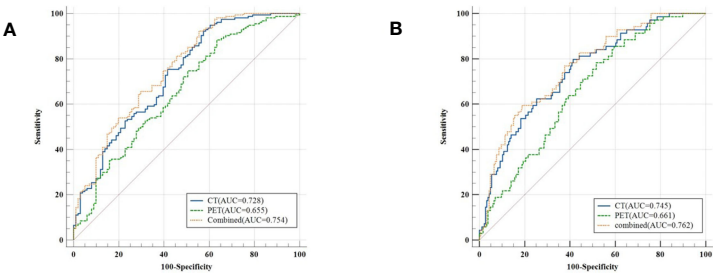 A
100
80
60
40
20
0
Sensitivity
CT(AUC=0.728)
PET(AUC=0.655)
Combined(AUC=0.754)
0 20 40 60 80 100
100-Specificity
B
100
80
60
40
20
0
Sensitivity
CT(AUC=0.745)
PET(AUC=0.661)
combined(AUC=0.762)
0 20 40 60 80 100
100-Specificity